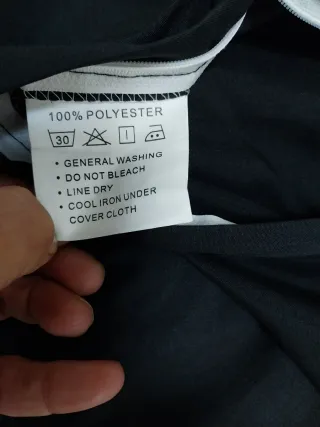 100% POLYESTER
30
• GENERAL WASHING
• DO NOT BLEACH
• LINE DRY
• COOL IRON UNDER
COVER CLOTH